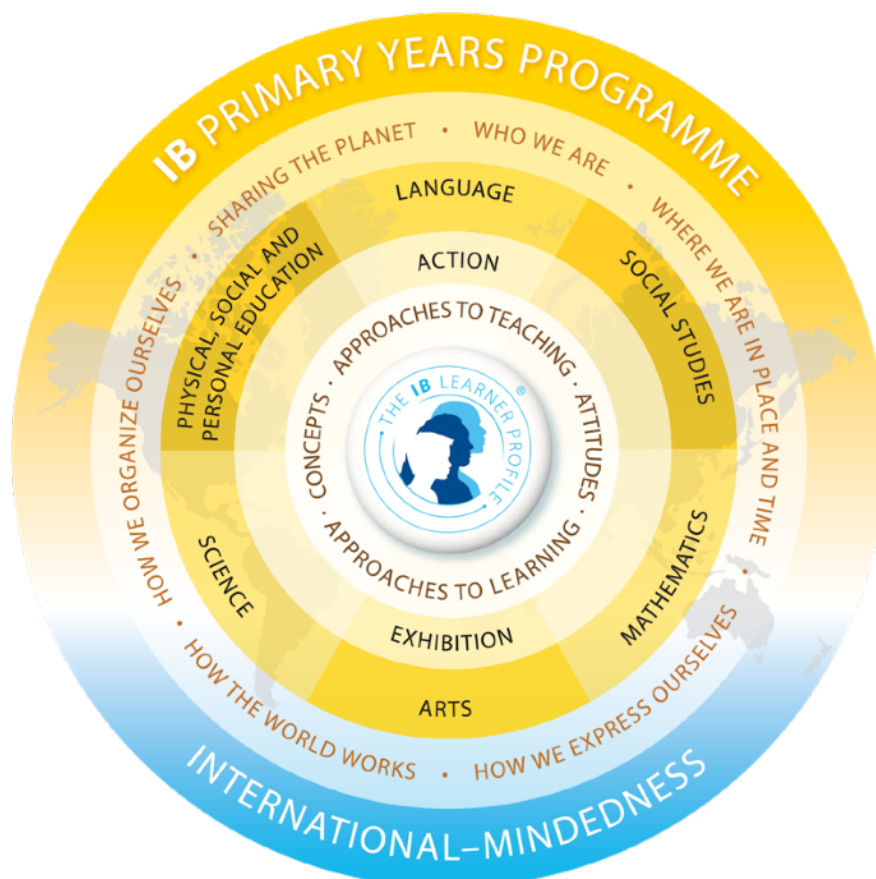 IB PRIMARY YEARS PROGRAMME
SHARING THE PLANET • WHO WE ARE • WHERE WE ARE IN PLACE AND TIME • HOW WE EXPRESS OURSELVES • HOW THE WORLD WORKS • HOW WE ORGANIZE OURSELVES •
LANGUAGE
SOCIAL STUDIES
MATHEMATICS
ARTS
SCIENCE
PHYSICAL, SOCIAL AND
PERSONAL EDUCATION
ACTION
EXHIBITION
APPROACHES TO TEACHING · ATTITUDES · APPROACHES TO LEARNING · CONCEPTS ·
THE IB LEARNER PROFILE ®
INTERNATIONAL–MINDEDNESS